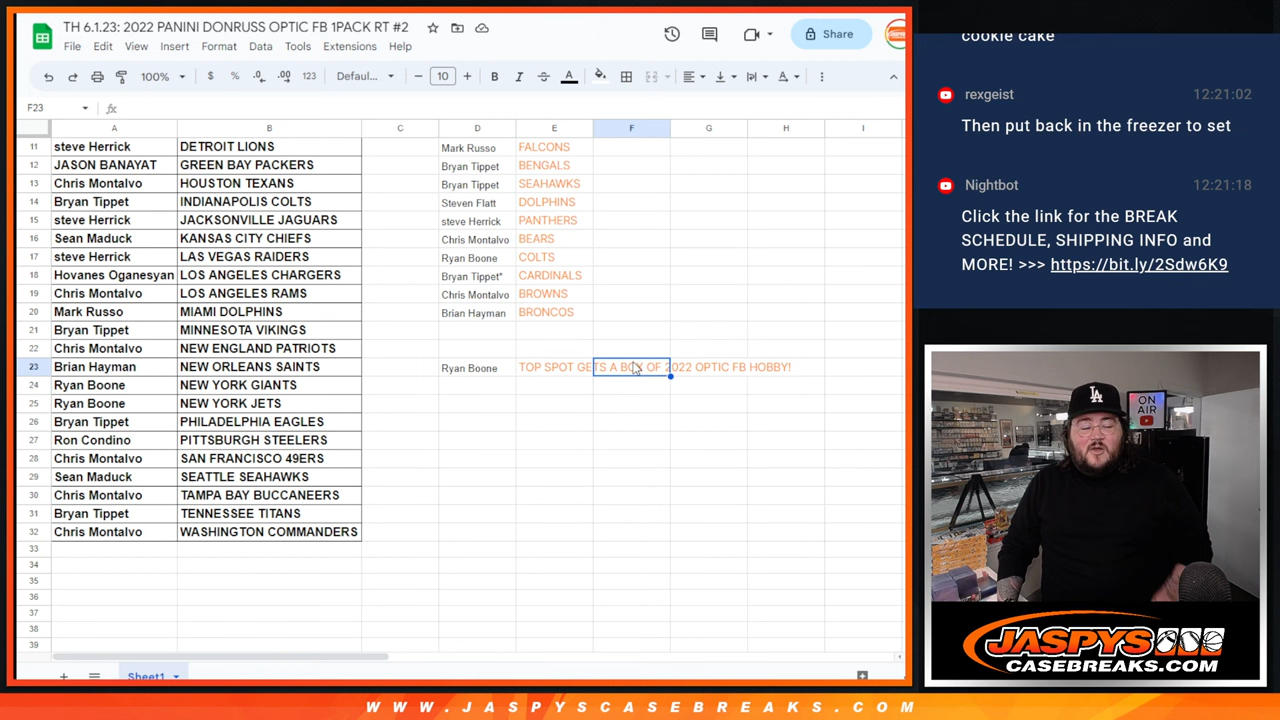 TH 6.1.23: 2022 PANINI DONRUSS OPTIC FB 1PACK RT #2
File Edit View Insert Format Data Tools Extensions Help
Share
100% $ % .0 .00 123 Defaul... 10 B I A
F23 fx
A B C D E F G H I
11 steve Herrick DETROIT LIONS Mark Russo FALCONS
12 JASON BANAYAT GREEN BAY PACKERS Bryan Tippet BENGALS
13 Chris Montalvo HOUSTON TEXANS Bryan Tippet SEAHAWKS
14 Bryan Tippet INDIANAPOLIS COLTS Steven Flatt DOLPHINS
15 steve Herrick JACKSONVILLE JAGUARS steve Herrick PANTHERS
16 Sean Maduck KANSAS CITY CHIEFS Chris Montalvo BEARS
17 steve Herrick LAS VEGAS RAIDERS Ryan Boone COLTS
18 Hovanes Oganesyan LOS ANGELES CHARGERS Bryan Tippet* CARDINALS
19 Chris Montalvo LOS ANGELES RAMS Chris Montalvo BROWNS
20 Mark Russo MIAMI DOLPHINS Brian Hayman BRONCOS
21 Bryan Tippet MINNESOTA VIKINGS
22 Chris Montalvo NEW ENGLAND PATRIOTS
23 Brian Hayman NEW ORLEANS SAINTS Ryan Boone TOP SPOT GETS A BOX OF 2022 OPTIC FB HOBBY!
24 Ryan Boone NEW YORK GIANTS
25 Ryan Boone NEW YORK JETS
26 Bryan Tippet PHILADELPHIA EAGLES
27 Ron Condino PITTSBURGH STEELERS
28 Chris Montalvo SAN FRANCISCO 49ERS
29 Sean Maduck SEATTLE SEAHAWKS
30 Chris Montalvo TAMPA BAY BUCCANEERS
31 Bryan Tippet TENNESSEE TITANS
32 Chris Montalvo WASHINGTON COMMANDERS
33
34
35
36
37
38
39
Sheet1
cookie cake
rexgeist 12:21:02
Then put back in the freezer to set
Nightbot 12:21:18
Click the link for the BREAK
SCHEDULE, SHIPPING INFO and
MORE! >>> https://bit.ly/2Sdw6K9
LA
ON
AIR
JASPYS
CASEBREAKS.COM
WWW.JASPYSCASEBREAKS.COM